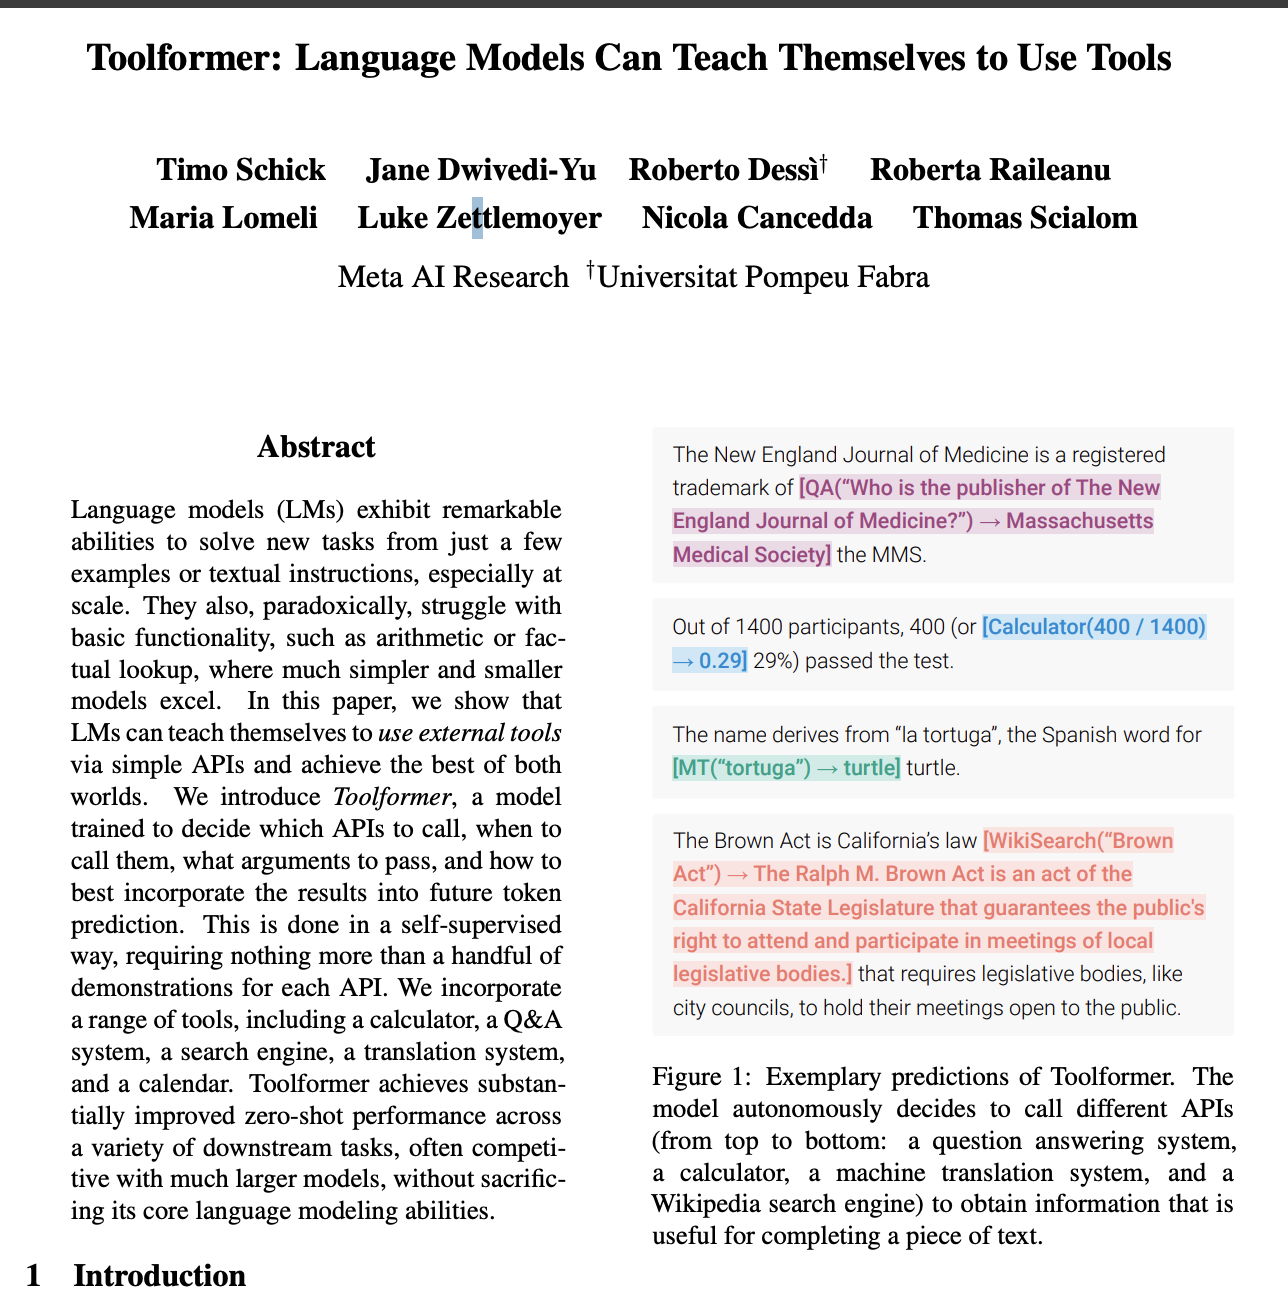 Toolformer: Language Models Can Teach Themselves to Use Tools
Timo Schick Jane Dwivedi-Yu Roberto Dessì† Roberta Raileanu
Maria Lomeli Luke Zettlemoyer Nicola Cancedda Thomas Scialom
Meta AI Research †Universitat Pompeu Fabra
Abstract
Language models (LMs) exhibit remarkable
abilities to solve new tasks from just a few
examples or textual instructions, especially at
scale. They also, paradoxically, struggle with
basic functionality, such as arithmetic or fac-
tual lookup, where much simpler and smaller
models excel. In this paper, we show that
LMs can teach themselves to use external tools
via simple APIs and achieve the best of both
worlds. We introduce Toolformer, a model
trained to decide which APIs to call, when to
call them, what arguments to pass, and how to
best incorporate the results into future token
prediction. This is done in a self-supervised
way, requiring nothing more than a handful of
demonstrations for each API. We incorporate
a range of tools, including a calculator, a Q&A
system, a search engine, a translation system,
and a calendar. Toolformer achieves substan-
tially improved zero-shot performance across
a variety of downstream tasks, often competi-
tive with much larger models, without sacrific-
ing its core language modeling abilities.
1 Introduction
The New England Journal of Medicine is a registered
trademark of [QA(“Who is the publisher of The New
England Journal of Medicine?”) → Massachusetts
Medical Society] the MMS.
Out of 1400 participants, 400 (or [Calculator(400 / 1400)
→ 0.29] 29%) passed the test.
The name derives from “la tortuga”, the Spanish word for
[MT(“tortuga”) → turtle] turtle.
The Brown Act is California’s law [WikiSearch(“Brown
Act”) → The Ralph M. Brown Act is an act of the
California State Legislature that guarantees the public's
right to attend and participate in meetings of local
legislative bodies.] that requires legislative bodies, like
city councils, to hold their meetings open to the public.
Figure 1: Exemplary predictions of Toolformer. The
model autonomously decides to call different APIs
(from top to bottom: a question answering system,
a calculator, a machine translation system, and a
Wikipedia search engine) to obtain information that is
useful for completing a piece of text.